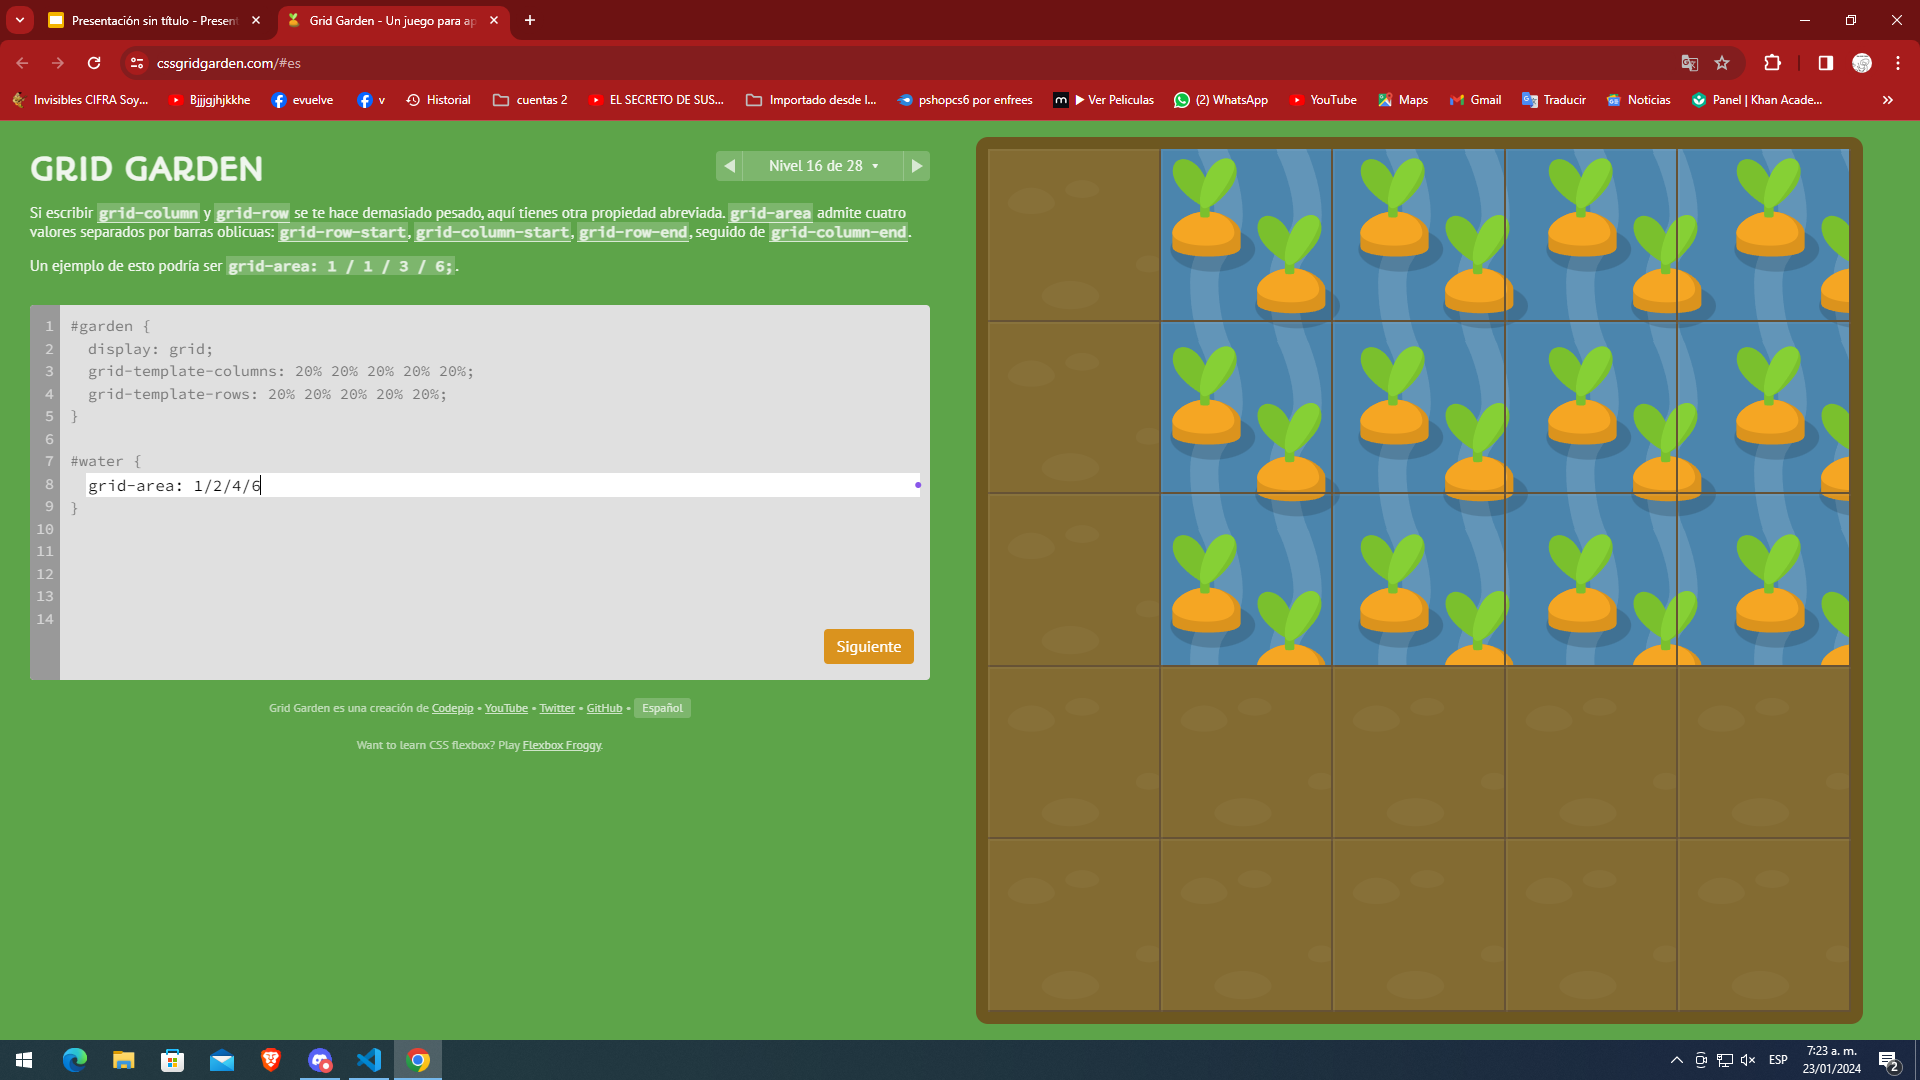 Presentación sin título - Present
Grid Garden - Un juego para ap
cssgridgarden.com/#es
Invisibles CIFRA Soy...
Bjjjgjhjkkhe
evuelve
v
Historial
cuentas 2
EL SECRETO DE SUS...
Importado desde l...
pshopcs6 por enfrees
▶ Ver Peliculas
(2) WhatsApp
YouTube
Maps
Gmail
Traducir
Noticias
Panel | Khan Acade...
GRID GARDEN
Nivel 16 de 28
Si escribir grid-column y grid-row se te hace demasiado pesado, aquí tienes otra propiedad abreviada. grid-area admite cuatro
valores separados por barras oblicuas: grid-row-start, grid-column-start, grid-row-end, seguido de grid-column-end.
Un ejemplo de esto podría ser grid-area: 1 / 1 / 3 / 6;.
1 #garden {
2 display: grid;
3 grid-template-columns: 20% 20% 20% 20% 20%;
4 grid-template-rows: 20% 20% 20% 20% 20%;
5 }
6
7 #water {
8 grid-area: 1/2/4/6
9 }
10
11
12
13
14
Siguiente
Grid Garden es una creación de Codepip • YouTube • Twitter • GitHub • Español
Want to learn CSS flexbox? Play Flexbox Froggy.
ESP
7:23 a. m.
23/01/2024
2